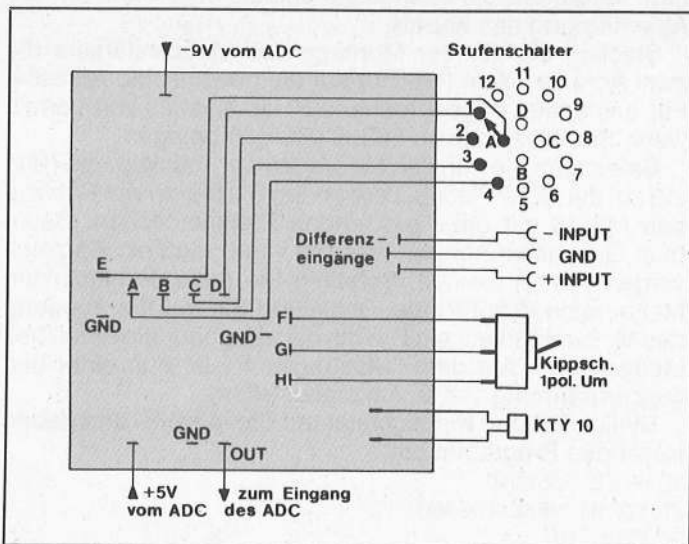 −9V vom ADC
Stufenschalter
11
12
10
1
D
9
2
A
C
8
3
B
7
4
5
6
Differenz-
eingänge
− INPUT
GND
+ INPUT
E
A B C D
GND
F
GND
G
H
Kippsch.
1pol. Um
KTY 10
GND
OUT
+5V
vom ADC
zum Eingang
des ADC